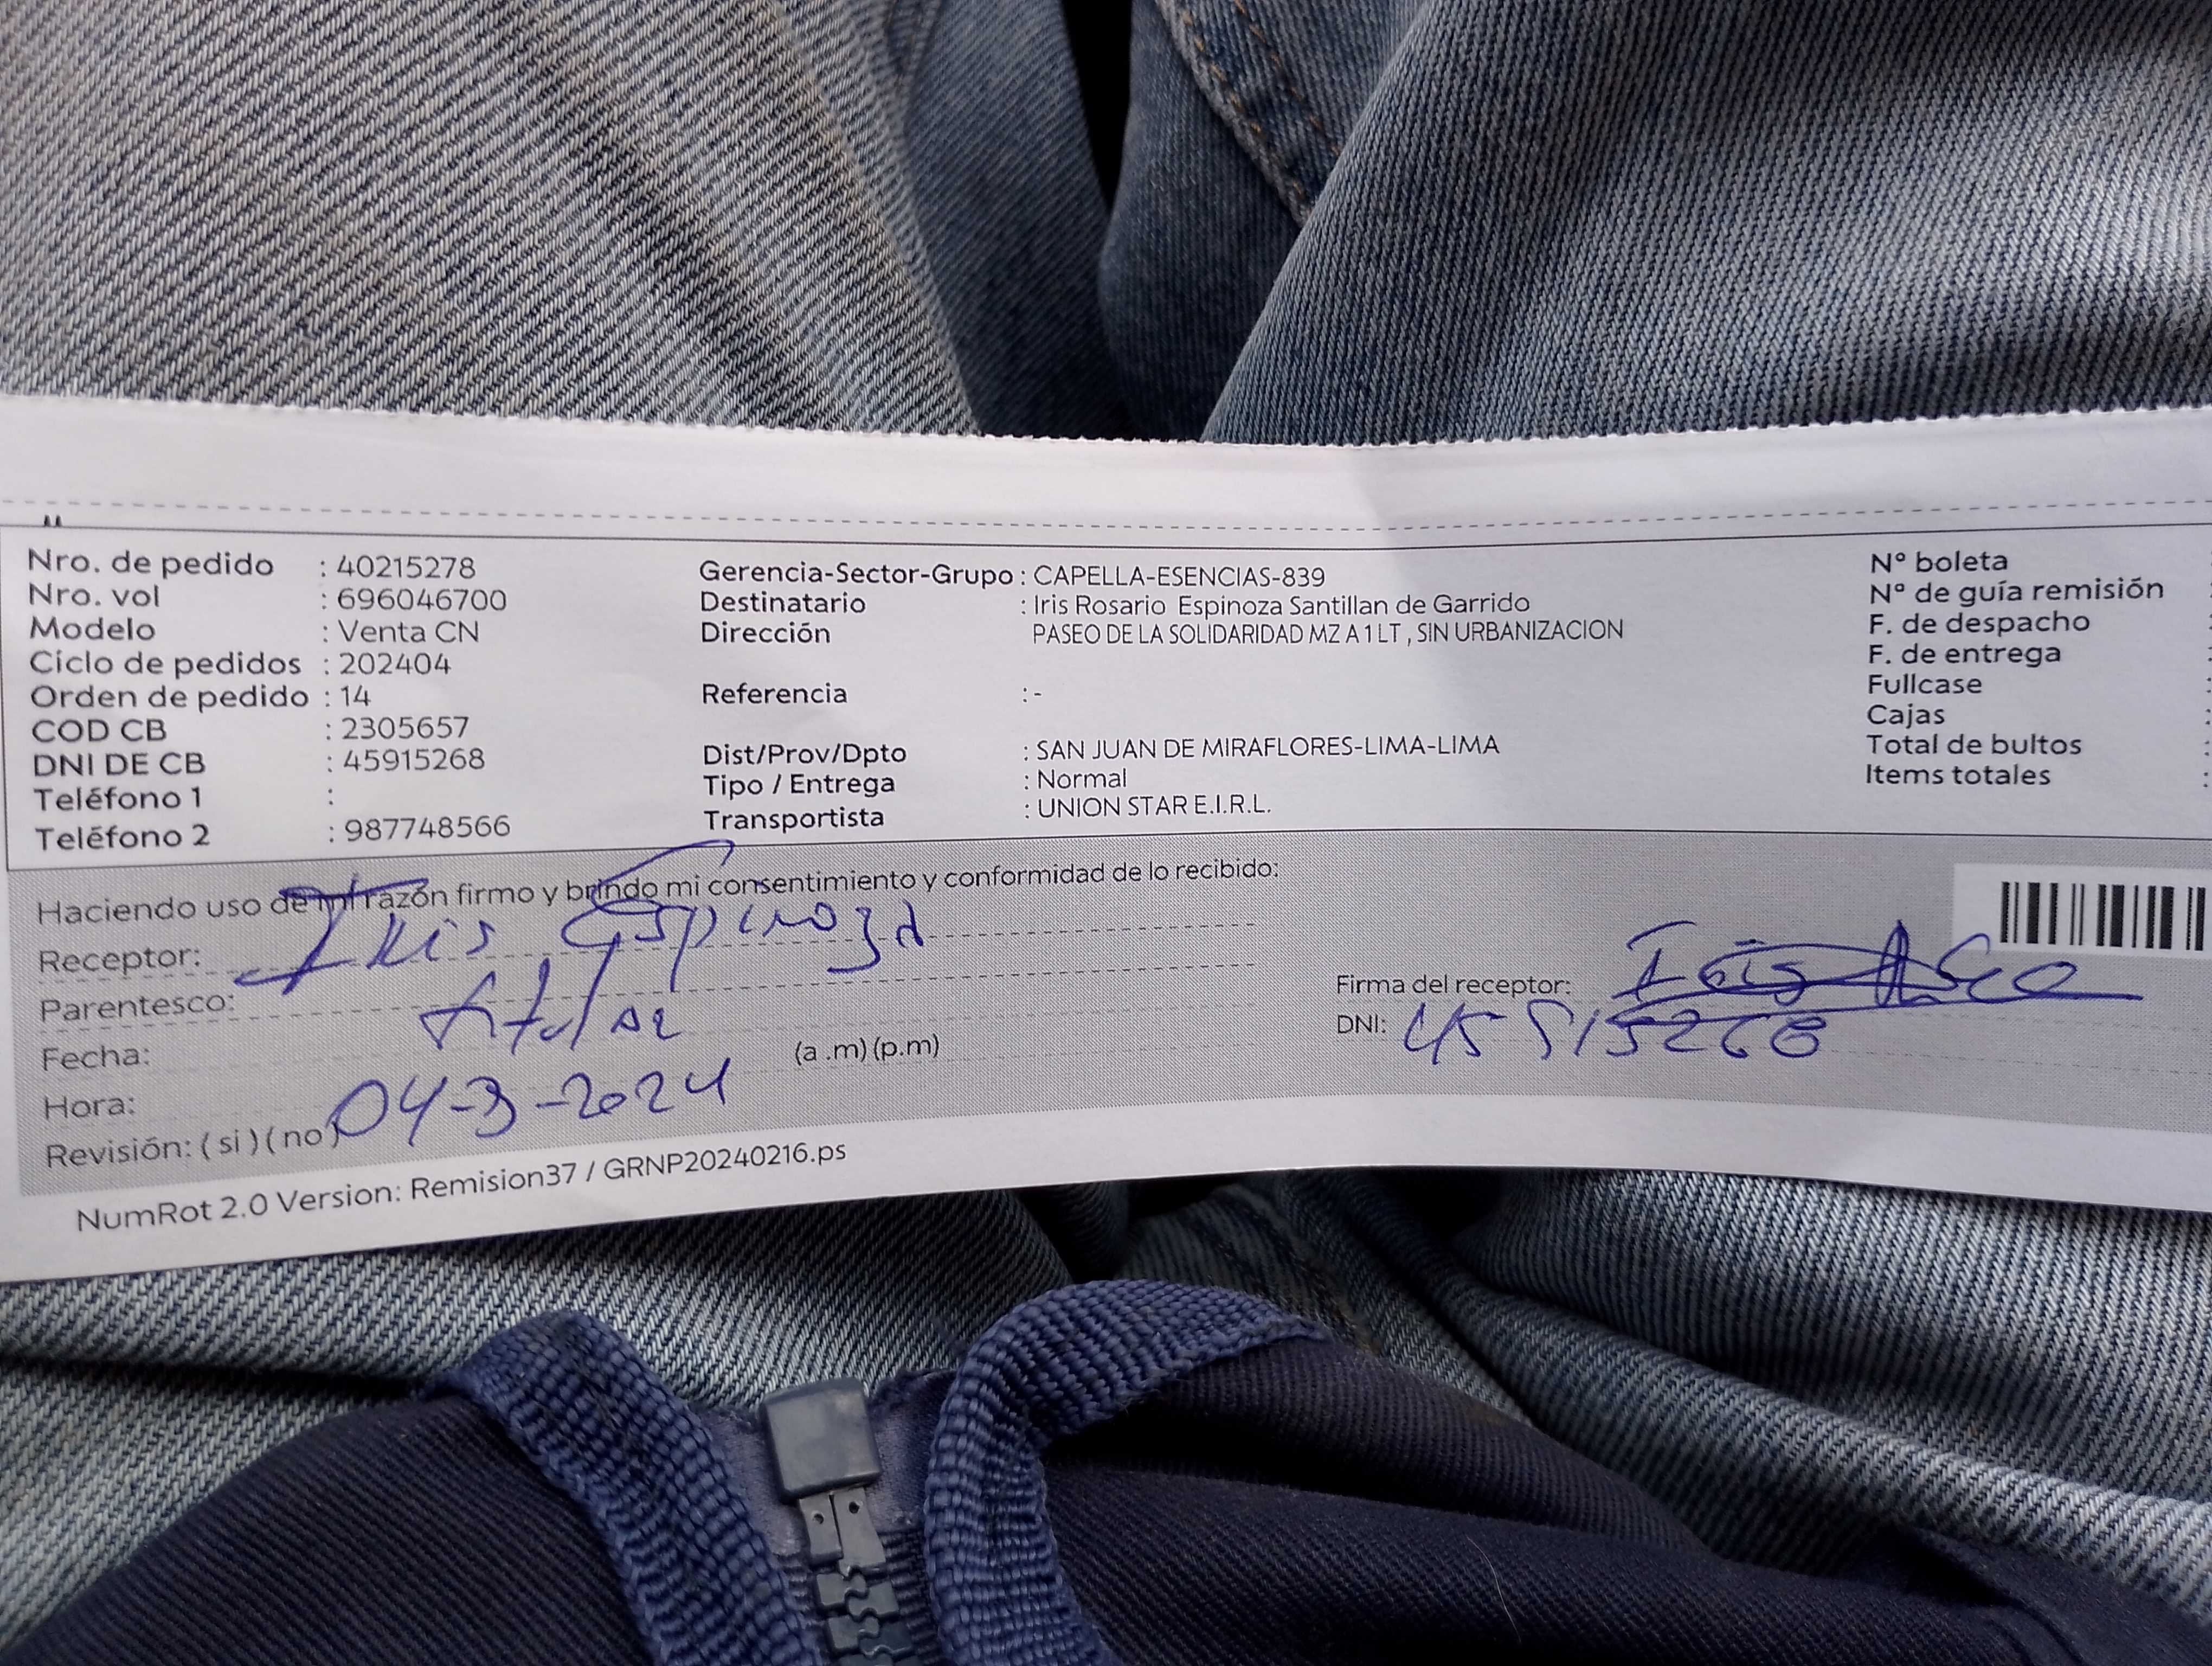 Nro. de pedido : 40215278
Nro. vol : 696046700
Modelo : Venta CN
Ciclo de pedidos : 202404
Orden de pedido : 14
COD CB : 2305657
DNI DE CB : 45915268
Teléfono 1 :
Teléfono 2 : 987748566
Gerencia-Sector-Grupo : CAPELLA-ESENCIAS-839
Destinatario : Iris Rosario Espinoza Santillan de Garrido
Dirección PASEO DE LA SOLIDARIDAD MZ A 1 LT , SIN URBANIZACION
Referencia : -
Dist/Prov/Dpto : SAN JUAN DE MIRAFLORES-LIMA-LIMA
Tipo / Entrega : Normal
Transportista : UNION STAR E.I.R.L.
Nº boleta
Nº de guía remisión :
F. de despacho :
F. de entrega :
Fullcase
Cajas :
Total de bultos :
Items totales :
Haciendo uso de mi razón firmo y brindo mi consentimiento y conformidad de lo recibido:
Receptor: Iris Espinoza
Parentesco: titular
Fecha: (a .m) (p.m)
Hora: 04-3-2024
Revisión: ( si ) ( no )
Firma del receptor:
DNI:
NumRot 2.0 Version: Remision37 / GRNP20240216.ps